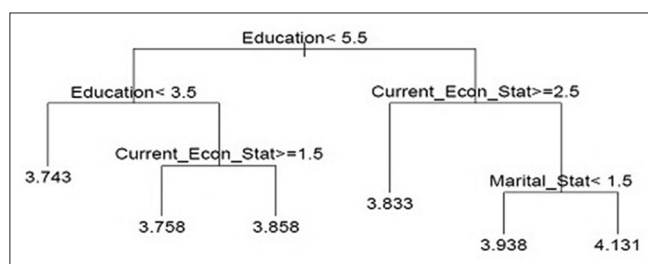 Education< 5.5
Education< 3.5
Current_Econ_Stat>=2.5
3.743
Current_Econ_Stat>=1.5
3.758
3.858
3.833
Marital_Stat< 1.5
3.938
4.131